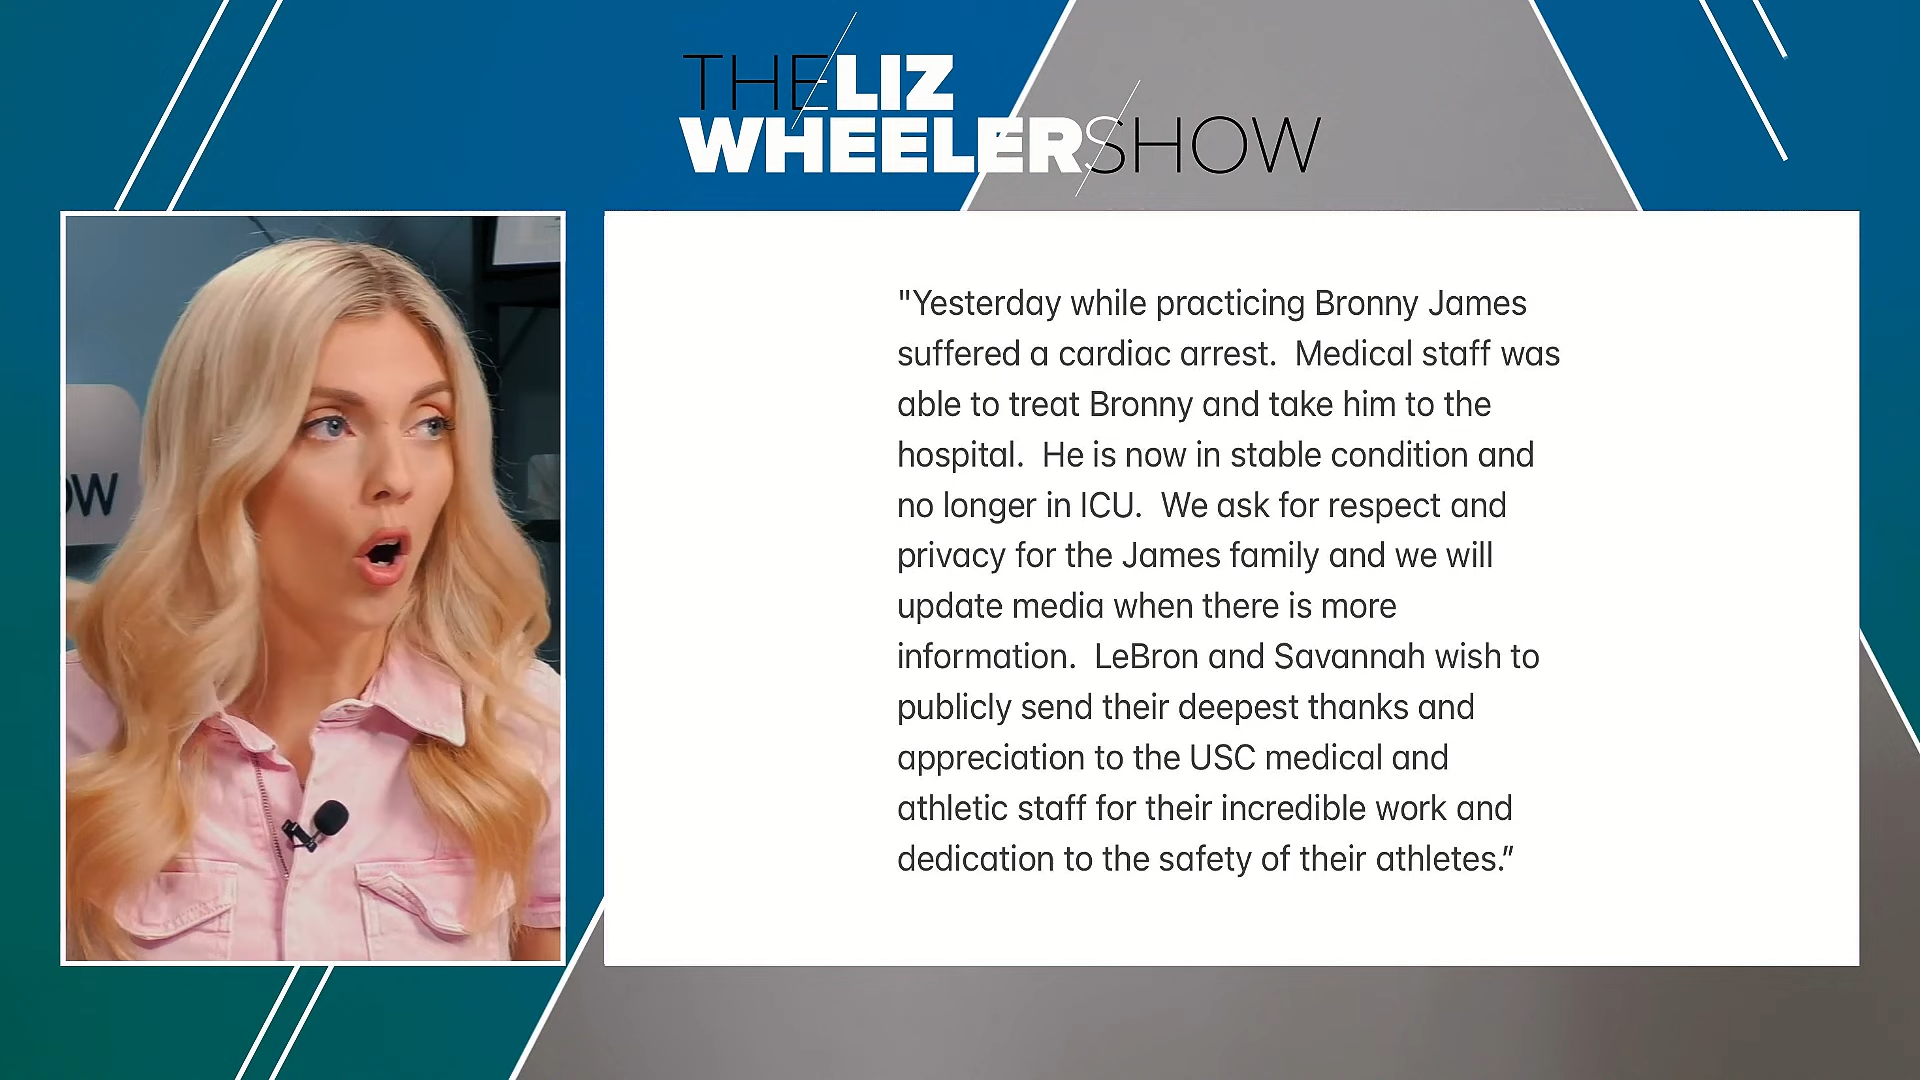 THE LIZ
WHEELER SHOW
OW
"Yesterday while practicing Bronny James
suffered a cardiac arrest.  Medical staff was
able to treat Bronny and take him to the
hospital.  He is now in stable condition and
no longer in ICU.  We ask for respect and
privacy for the James family and we will
update media when there is more
information.  LeBron and Savannah wish to
publicly send their deepest thanks and
appreciation to the USC medical and
athletic staff for their incredible work and
dedication to the safety of their athletes.”